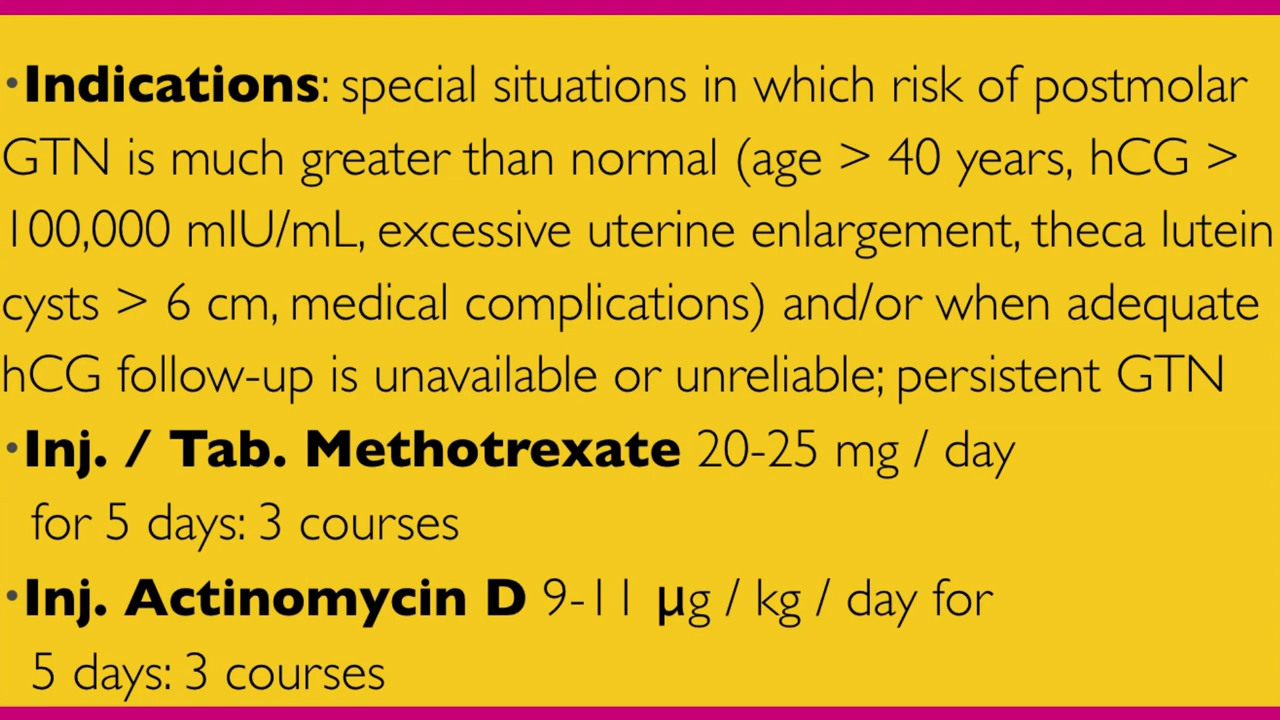 •Indications: special situations in which risk of postmolar
GTN is much greater than normal (age > 40 years, hCG >
100,000 mIU/mL, excessive uterine enlargement, theca lutein
cysts > 6 cm, medical complications) and/or when adequate
hCG follow-up is unavailable or unreliable; persistent GTN
•Inj. / Tab. Methotrexate 20-25 mg / day
for 5 days: 3 courses
•Inj. Actinomycin D 9-11 µg / kg / day for
5 days: 3 courses